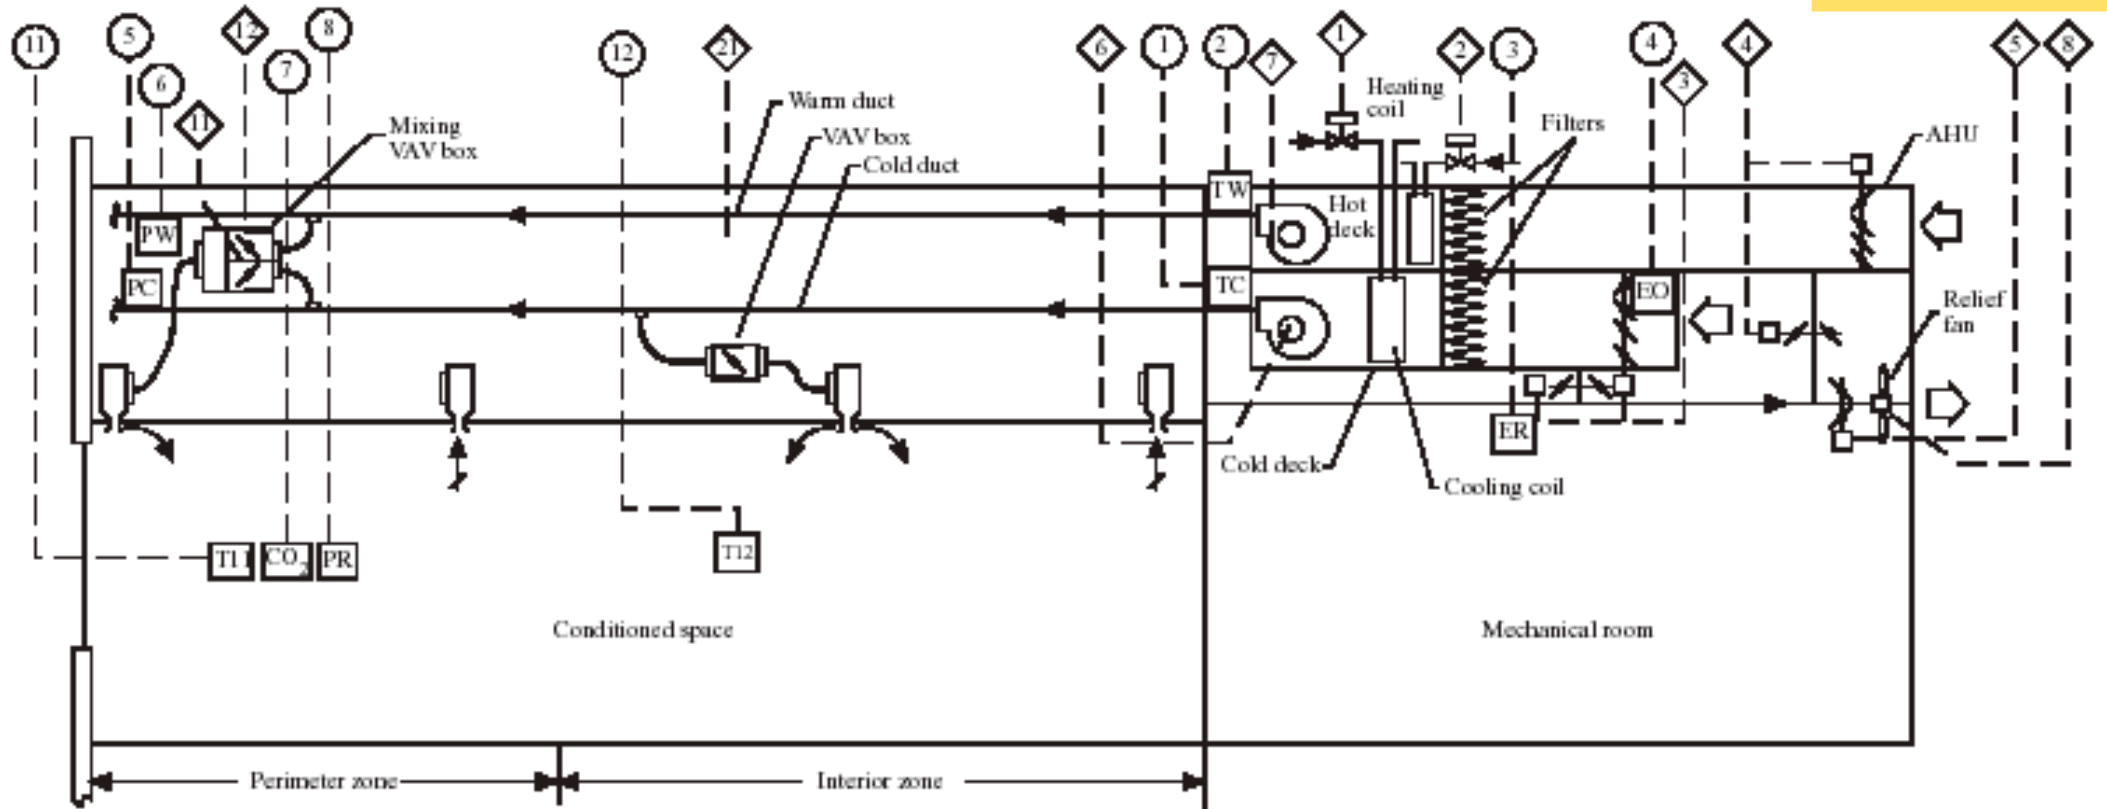 11
5
6
11
12
7
8
12
21
6
1
2
7
1
2
3
4
3
4
5
8
Mixing
VAV box
Warm duct
VAV box
Cold duct
Heating
coil
Filters
AHU
PW
PC
TW
TC
Hot
deck
EO
Relief
fan
ER
Cold deck
Cooling coil
T11
CO2
PR
T12
Conditioned space
Mechanical room
Perimeter zone
Interior zone